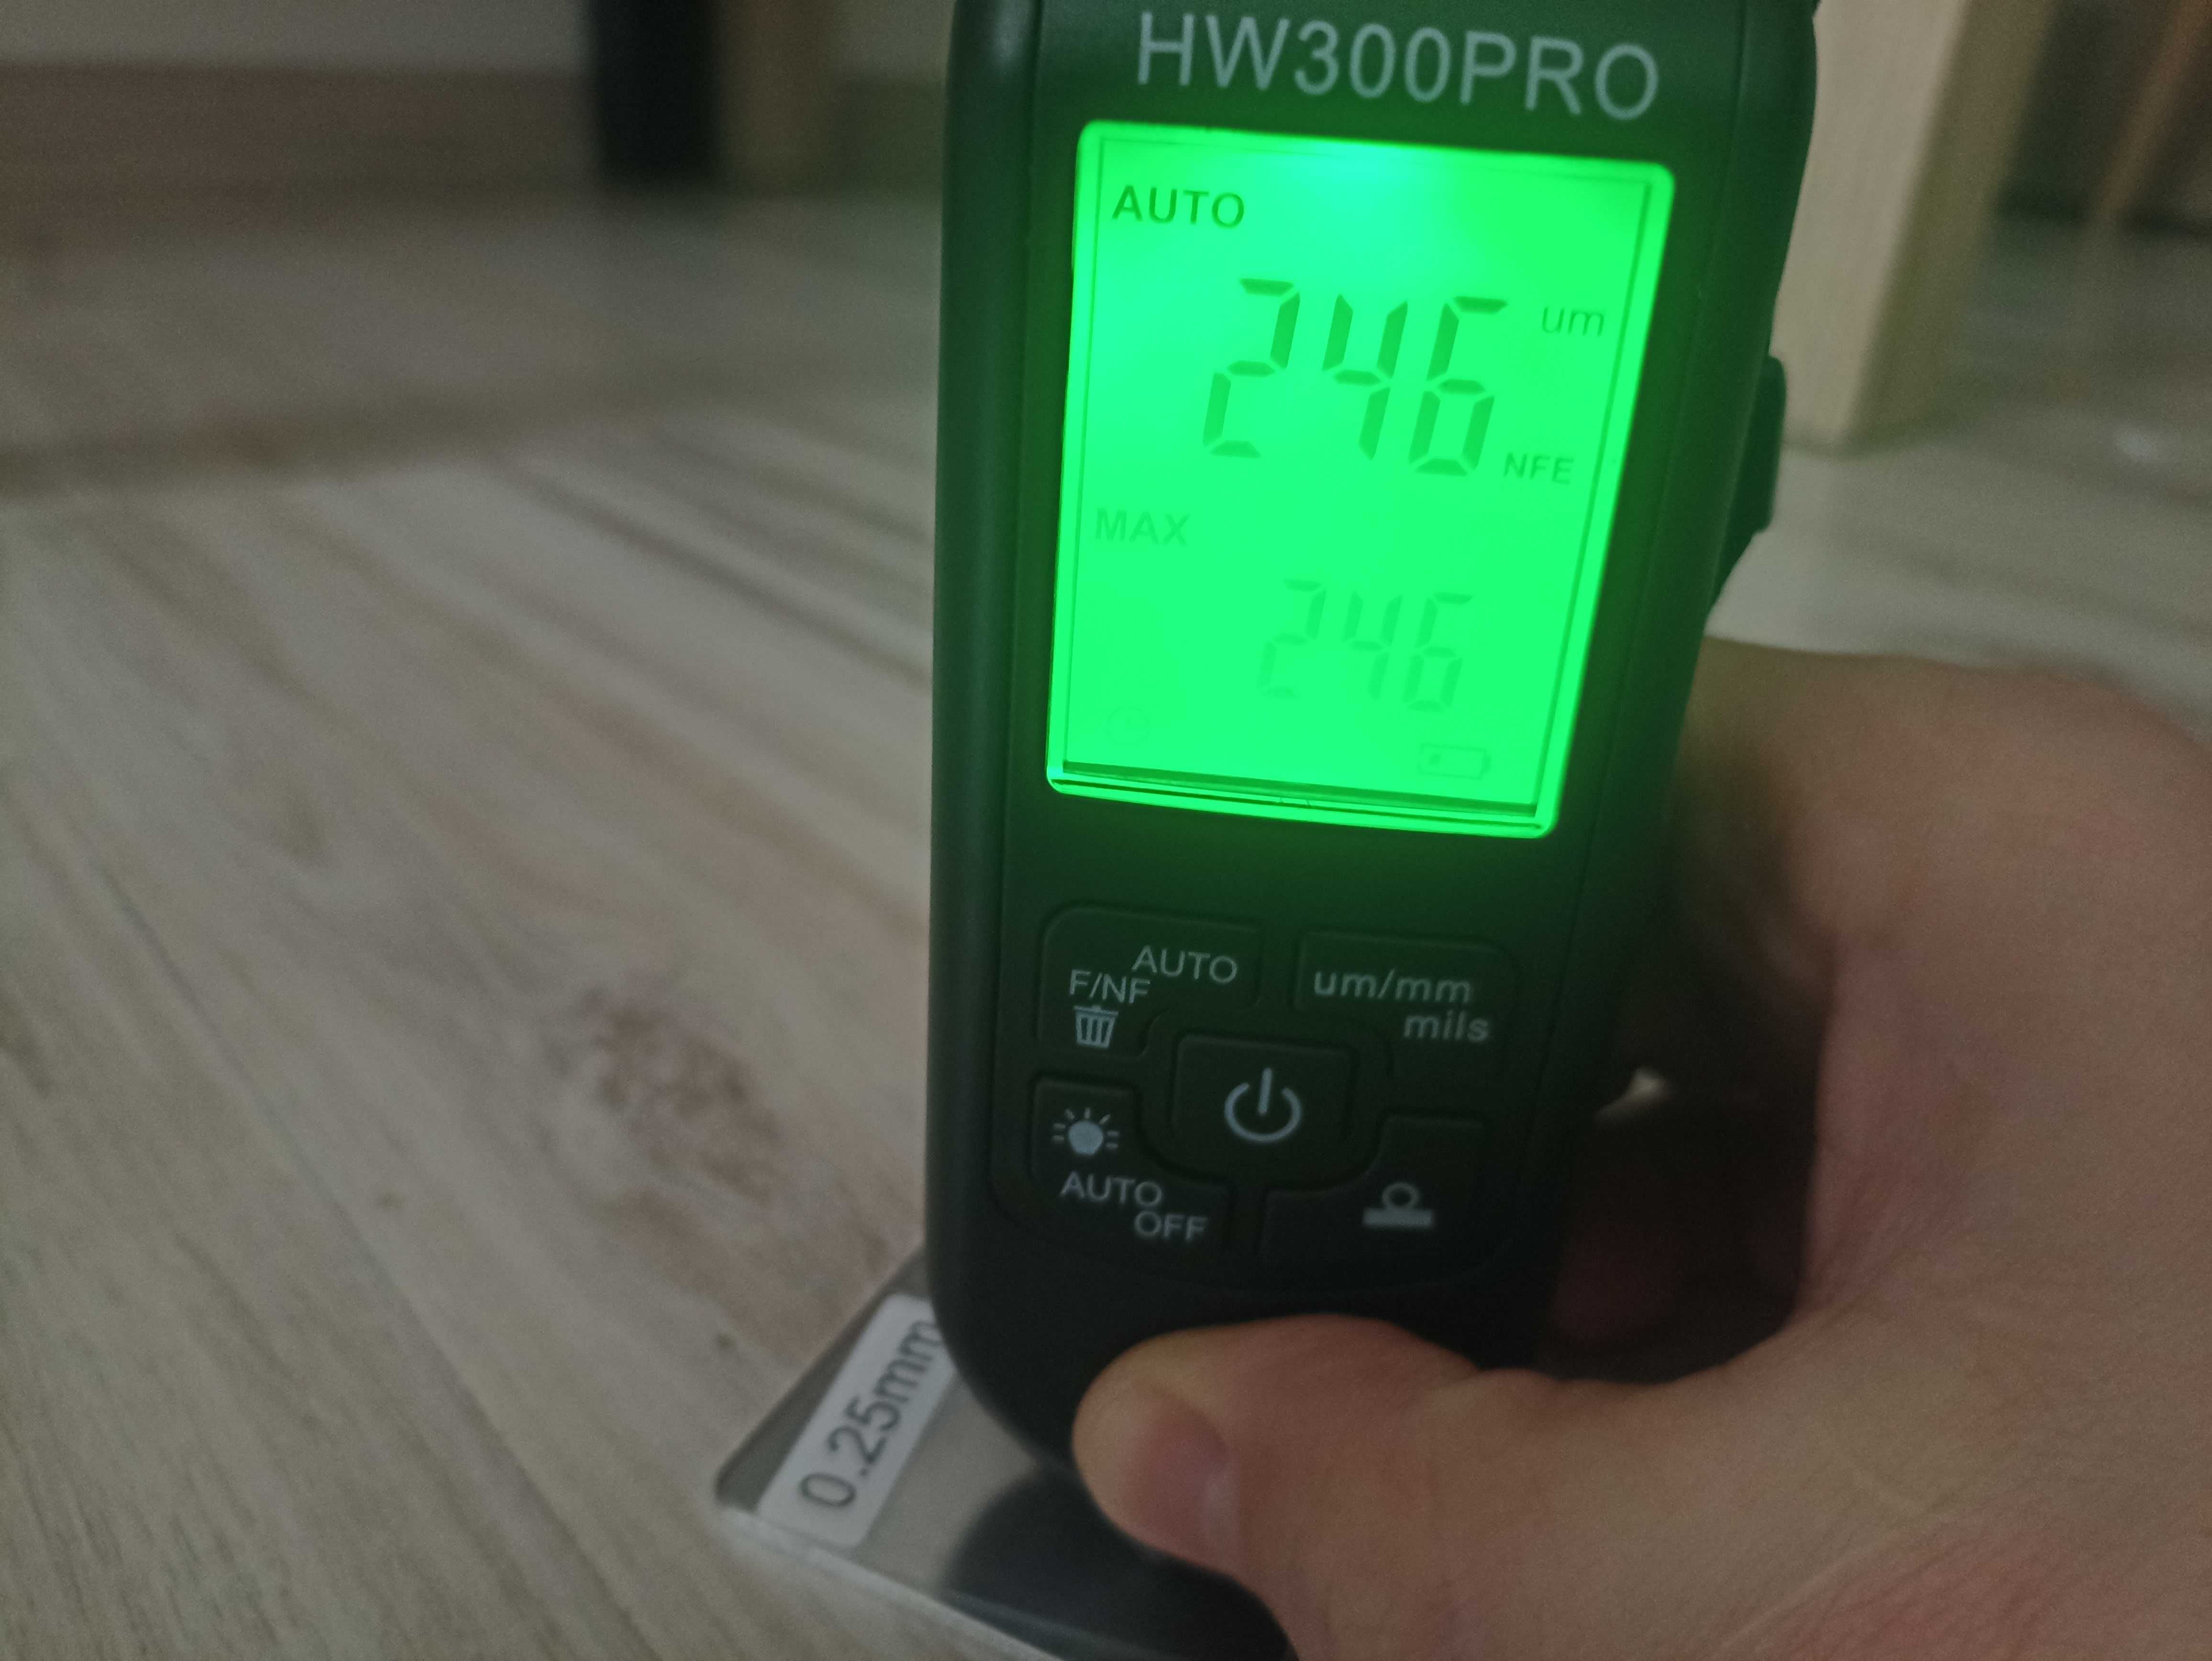 HW300PRO
AUTO
246 um
NFE
MAX
246
AUTO
F/NF
um/mm
mils
AUTO
OFF
0.25mm